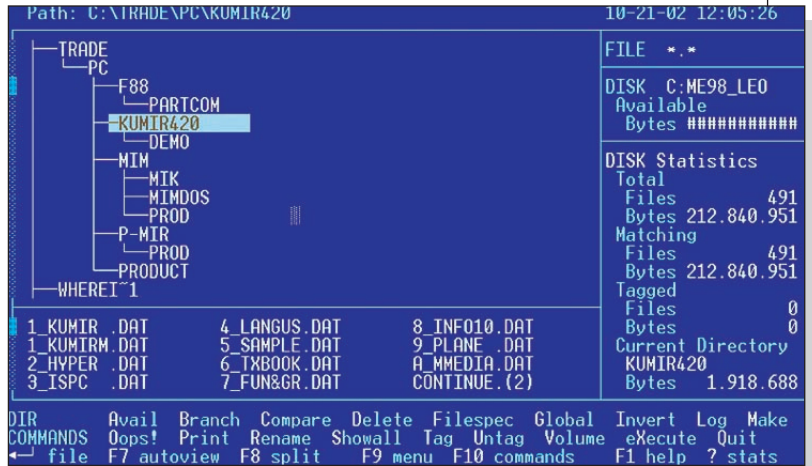 Path: C:\TRADE\PC\KUMIR420 10-21-02 12:05:26
TRADE
PC
F88
PARTCOM
KUMIR420
DEMO
MIM
MIK
MIMDOS
PROD
P-MIR
PROD
PRODUCT
WHEREI~1
FILE *.*
DISK C:ME98_LEO
Available
Bytes ###########
DISK Statistics
Total
Files 491
Bytes 212.840.951
Matching
Files 491
Bytes 212.840.951
Tagged
Files 0
Bytes 0
Current Directory
KUMIR420
Bytes 1.918.688
1_KUMIR .DAT 4_LANGUS.DAT 8_INFO10.DAT
1_KUMIRM.DAT 5_SAMPLE.DAT 9_PLANE .DAT
2_HYPER .DAT 6_TXBOOK.DAT A_MMEDIA.DAT
3_ISPC .DAT 7_FUN&GR.DAT CONTINUE.(2)
DIR Avail Branch Compare Delete Filespec Global Invert Log Make
COMMANDS Oops! Print Rename Showall Tag Untag Volume eXecute Quit
◄─┘ file F7 autoview F8 split F9 menu F10 commands F1 help ? stats